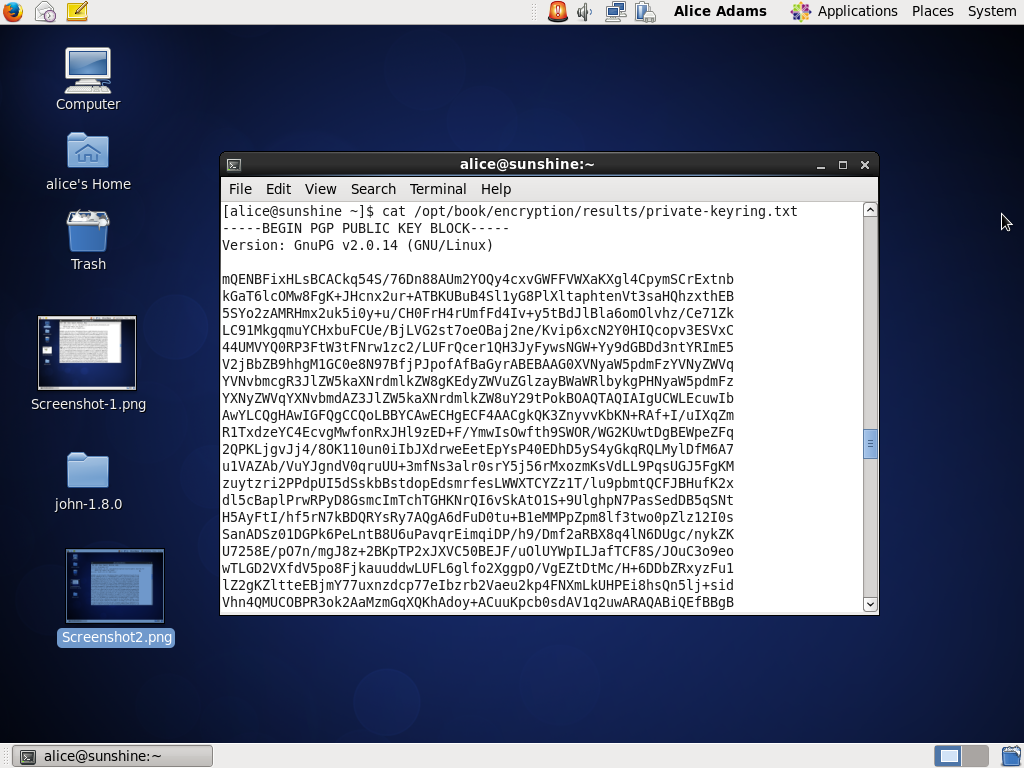 Alice Adams Applications Places System
Computer
alice's Home
Trash
Screenshot-1.png
john-1.8.0
Screenshot2.png
alice@sunshine:~
File Edit View Search Terminal Help
[alice@sunshine ~]$ cat /opt/book/encryption/results/private-keyring.txt
-----BEGIN PGP PUBLIC KEY BLOCK-----
Version: GnuPG v2.0.14 (GNU/Linux)
mQENBFixHLsBCACkq54S/76Dn88AUm2YOQy4cxvGWFFVWXaKXgl4CpymSCrExtnb
kGaT6lcOMw8FgK+JHcnx2ur+ATBKUBuB4Sl1yG8PlXltaphtenVt3saHQhzxthEB
5SYo2zAMRHmx2uk5i0y+u/CH0FrH4rUmfFd4Iv+y5tBdJlBla6omOlvhz/Ce71Zk
LC91MkgqmuYCHxbuFCUe/BjLVG2st7oeOBaj2ne/Kvip6xcN2Y0HIQcopv3ESVxC
44UMVYQ0RP3FtW3tFNrw1zc2/LUFrQcer1QH3JyFywsNGW+Yy9dGBDd3ntYRImE5
V2jBbZB9hhgM1GC0e8N97BfjPJpofAfBaGyrABEBAAG0XVNyaW5pdmFzYVNyZWVq
YVNvbmcgR3JlZW5kaXNrdmlkZW8gKEdyZWVuZGlzayBWaWRlbykgPHNyaW5pdmFz
YXNyZWVqYXNvbmdAZ3JlZW5kaXNrdmlkZW8uY29tPokBOAQTAQIAIgUCWLEcuwIb
AwYLCQgHAwIGFQgCCQoLBBYCAwECHgECF4AACgkQK3ZnyvvKbKN+RAf+I/uIXqZm
R1TxdzeYC4EcvgMwfonRxJHl9zED+F/YmwIsOwfth9SWOR/WG2KUwtDgBEWpeZFq
2QPKLjgvJj4/8OK110un0iIbJXdrweEetEpYsP40EDhD5yS4yGkqRQLMylDfM6A7
u1VAZAb/VuYJgndV0qruUU+3mfNs3alr0srY5j56rMxozmKsVdLL9PqsUGJ5FgKM
zuytzri2PPdpUI5dSskbBstdopEdsmrfesLWWXTCYZz1T/lu9pbmtQCFJBHufK2x
dl5cBaplPrwRPyD8GsmcImTchTGHKNrQI6vSkAtO1S+9UlghpN7PasSedDB5qSNt
H5AyFtI/hf5rN7kBDQRYsRy7AQgA6dFuD0tu+B1eMMPpZpm8lf3two0pZlz12I0s
SanADSz01DGPk6PeLntB8U6uPavqrEimqiDP/h9/Dmf2aRBX8q4lN6DUgc/nykZK
U7258E/pO7n/mgJ8z+2BKpTP2xJXVC50BEJF/uOlUYWpILJafTCF8S/JOuC3o9eo
wTLGD2VXfdV5po8FjkauuddwLUFL6glfo2XggpO/VgEZtDtMc/H+6DDbZRxyzFu1
lZ2gKZltteEBjmY77uxnzdcp77eIbzrb2Vaeu2kp4FNXmLkUHPEi8hsQn5lj+sid
Vhn4QMUCOBPR3ok2AaMzmGqXQKhAdoy+ACuuKpcb0sdAV1q2uwARAQABiQEfBBgB
alice@sunshine:~